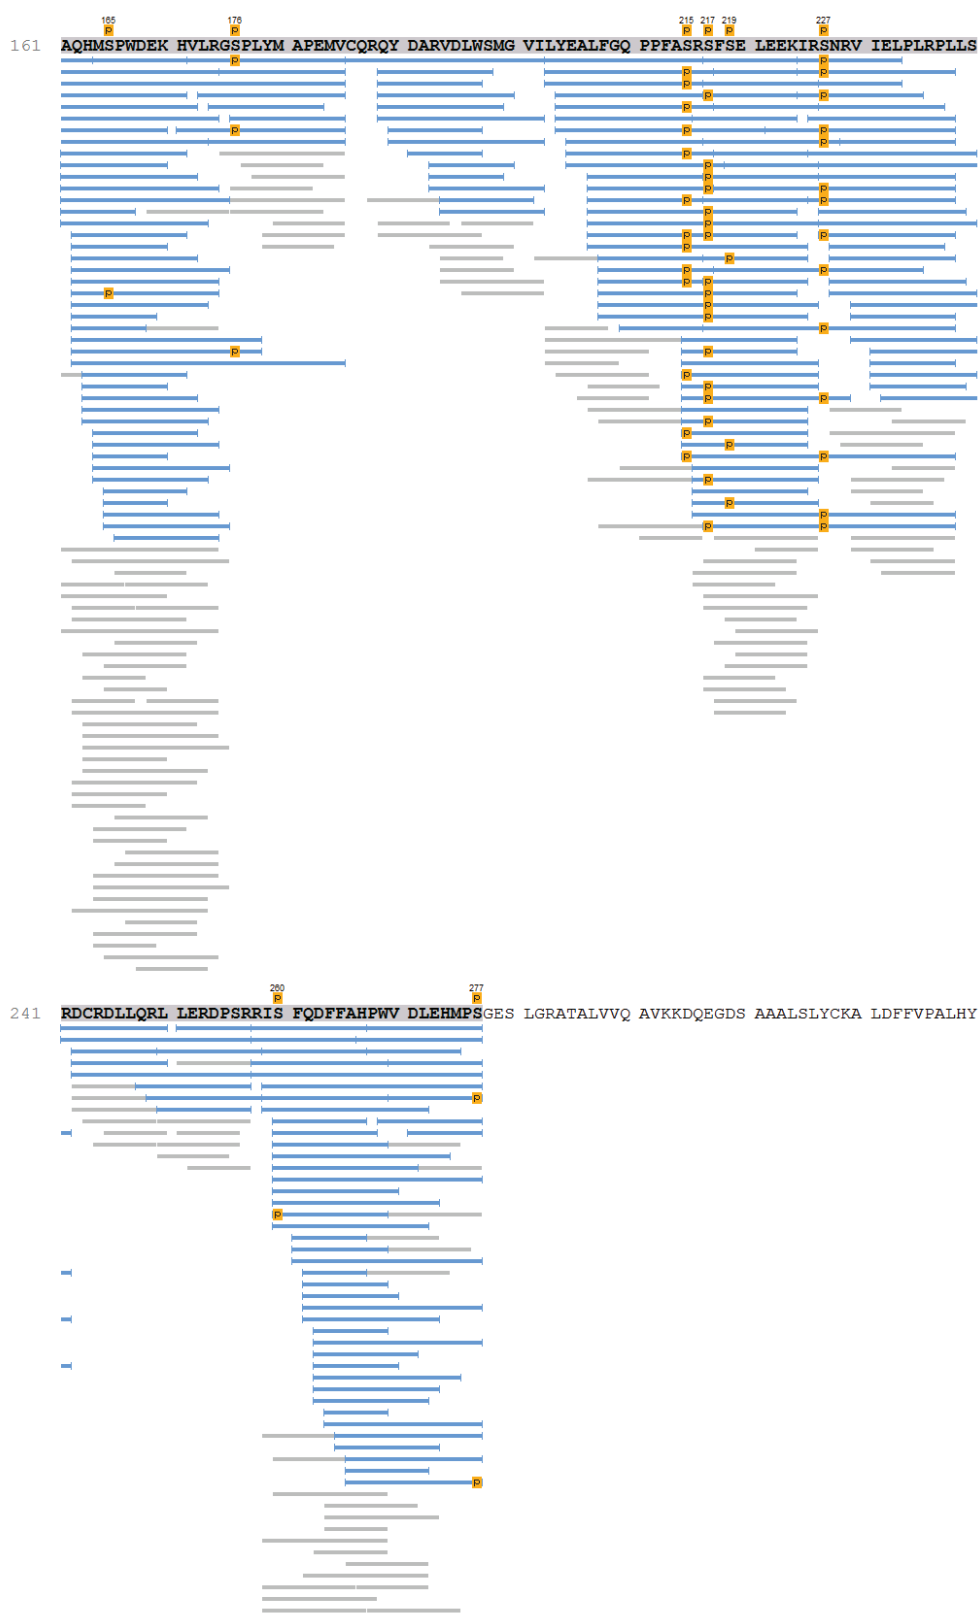 165 176 215 217 219 227
p p p p p p
161 AQHMSPWDEK HVLRGSPLYM APEMVCQRQY DARVDLWSMG VILYEALFGQ PPFASRSFSE LEEKIRSNRV IELPLRPLLS
p p
p p
p p
p p
p
p p p
p
p
p
p
p p
p p
p
p
p p p
p
p
p p
p p
p p
p
p
p
p p
p
p
p p
p
p
p
p p
p
p
p
p p
260 277
p p
241 RDCRDLLQRL LERDPSRRIS FQDFFAHPWV DLEHMPSGES LGRATALVVQ AVKKDQEGDS AAALSLYCKA LDFFVPALHY
p
p
p